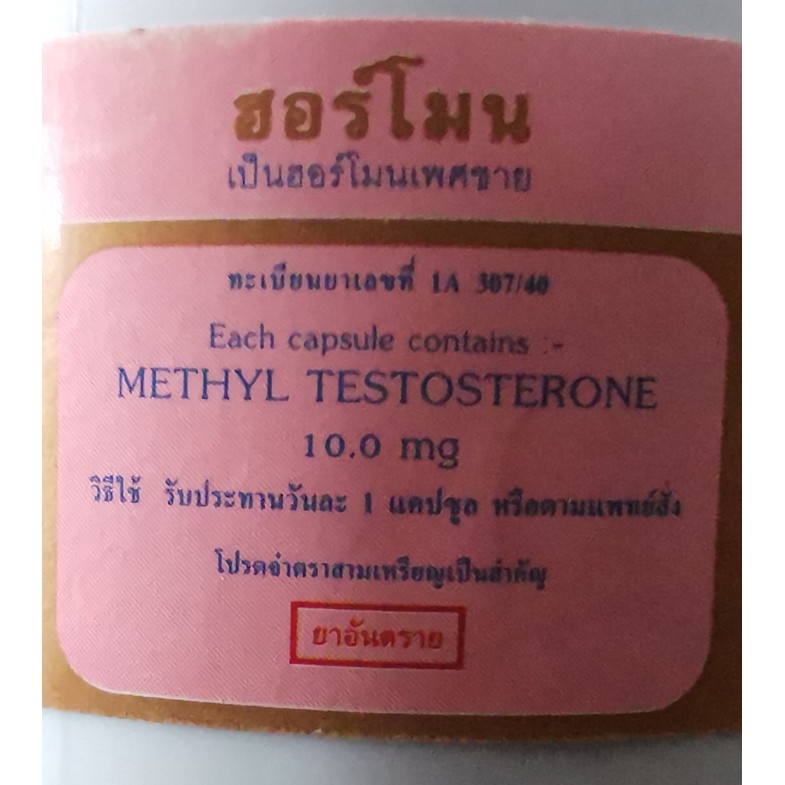 ฮอร์โมน
เป็นฮอร์โมนเพศชาย
ทะเบียนยาเลขที่ 1A 307/40
Each capsule contains :-
METHYL TESTOSTERONE
10.0 mg
วิธีใช้ รับประทานวันละ 1 แคปซูล หรือตามแพทย์สั่ง
โปรดจำตราสามเหรียญเป็นสำคัญ
ยาอันตราย